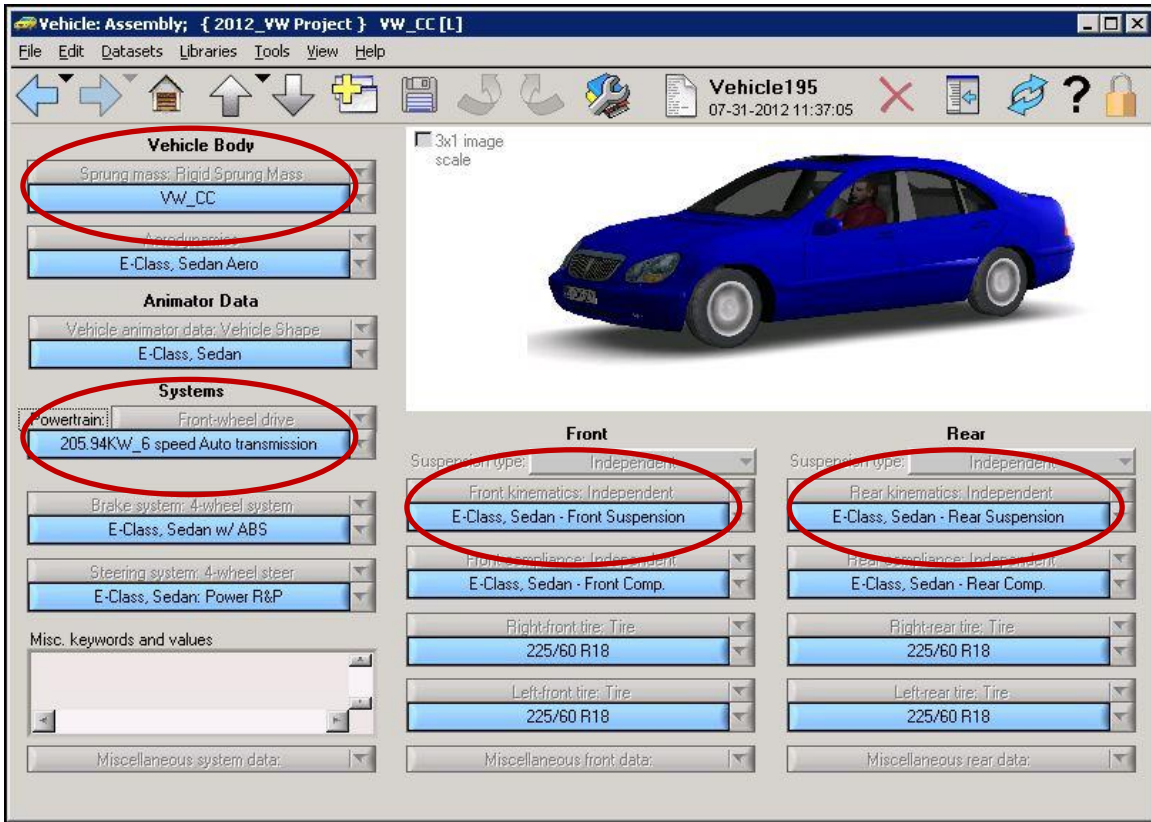 Vehicle: Assembly; { 2012_VW Project } VW_CC [L]
File Edit Datasets Libraries Tools View Help
Vehicle195
07-31-2012 11:37:05
Vehicle Body
Sprung mass: Rigid Sprung Mass
VW_CC
Aerodynamics
E-Class, Sedan Aero
Animator Data
Vehicle animator data: Vehicle Shape
E-Class, Sedan
Systems
Powertrain: Front-wheel drive
205.94KW_6 speed Auto transmission
Brake system: 4-wheel system
E-Class, Sedan w/ ABS
Steering system: 4-wheel steer
E-Class, Sedan: Power R&P
Misc. keywords and values
Miscellaneous system data:
3x1 image
scale
Front
Suspension type: Independent
Front kinematics: Independent
E-Class, Sedan - Front Suspension
Front compliance: Independent
E-Class, Sedan - Front Comp.
Right-front tire: Tire
225/60 R18
Left-front tire: Tire
225/60 R18
Miscellaneous front data:
Rear
Suspension type: Independent
Rear kinematics: Independent
E-Class, Sedan - Rear Suspension
Rear compliance: Independent
E-Class, Sedan - Rear Comp.
Right-rear tire: Tire
225/60 R18
Left-rear tire: Tire
225/60 R18
Miscellaneous rear data: